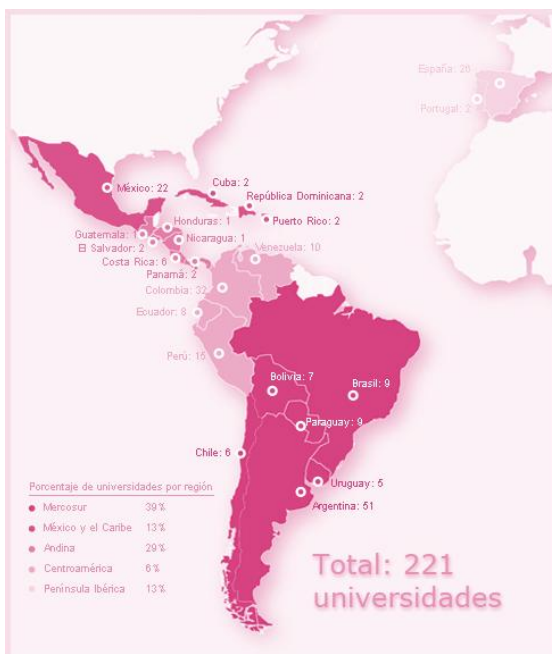 España: 26
Portugal: 2
México: 22
Cuba: 2
República Dominicana: 2
Puerto Rico: 2
Honduras: 1
Guatemala: 1
Nicaragua: 1
El Salvador: 2
Costa Rica: 6
Panamá: 2
Venezuela: 10
Colombia: 32
Ecuador: 8
Perú: 15
Bolívia: 7
Brasil: 9
Paraguay: 9
Chile: 6
Uruguay: 5
Argentina: 51
Porcentaje de universidades por región
Mercosur 39%
México y el Caribe 13%
Andina 29%
Centroamérica 6%
Península Ibérica 13%
Total: 221
universidades